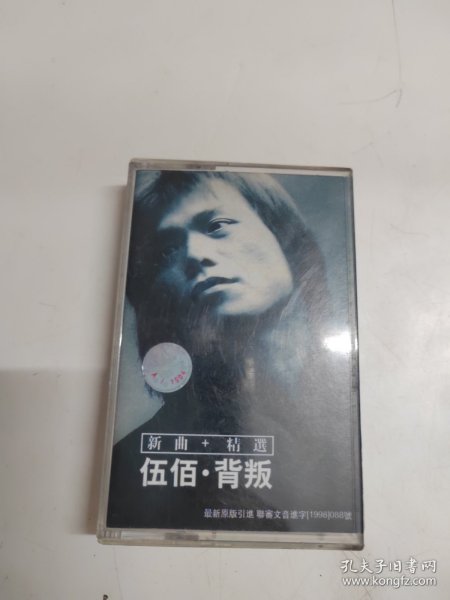 新曲+精選
伍佰·背叛
最新原版引進 聯審文音進字[1998]088號
孔夫子旧书网
www.kongfz.com